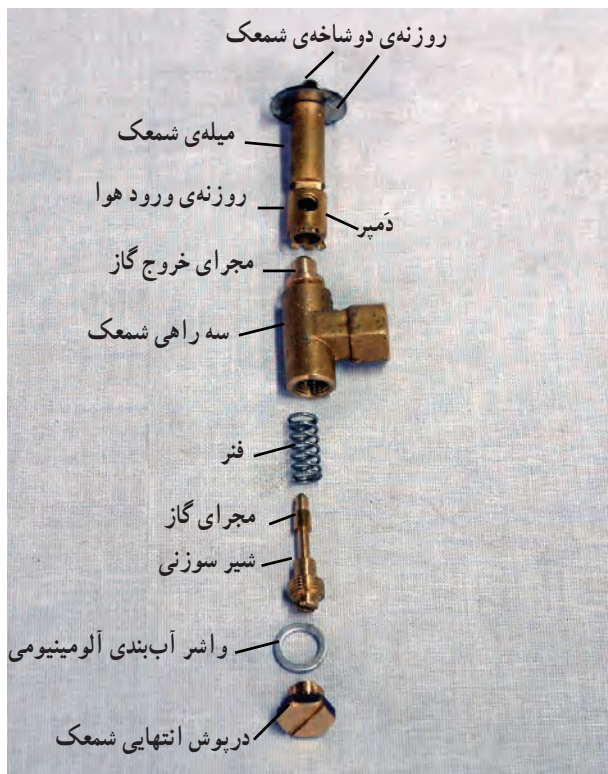 روزنه‌ی دوشاخه‌ی شمعک
میله‌ی شمعک
روزنه‌ی ورود هوا
دَمپر
مجرای خروج گاز
سه راهی شمعک
فنر
مجرای گاز
شیر سوزنی
واشر آب‌بندی آلومینیومی
درپوش انتهایی شمعک